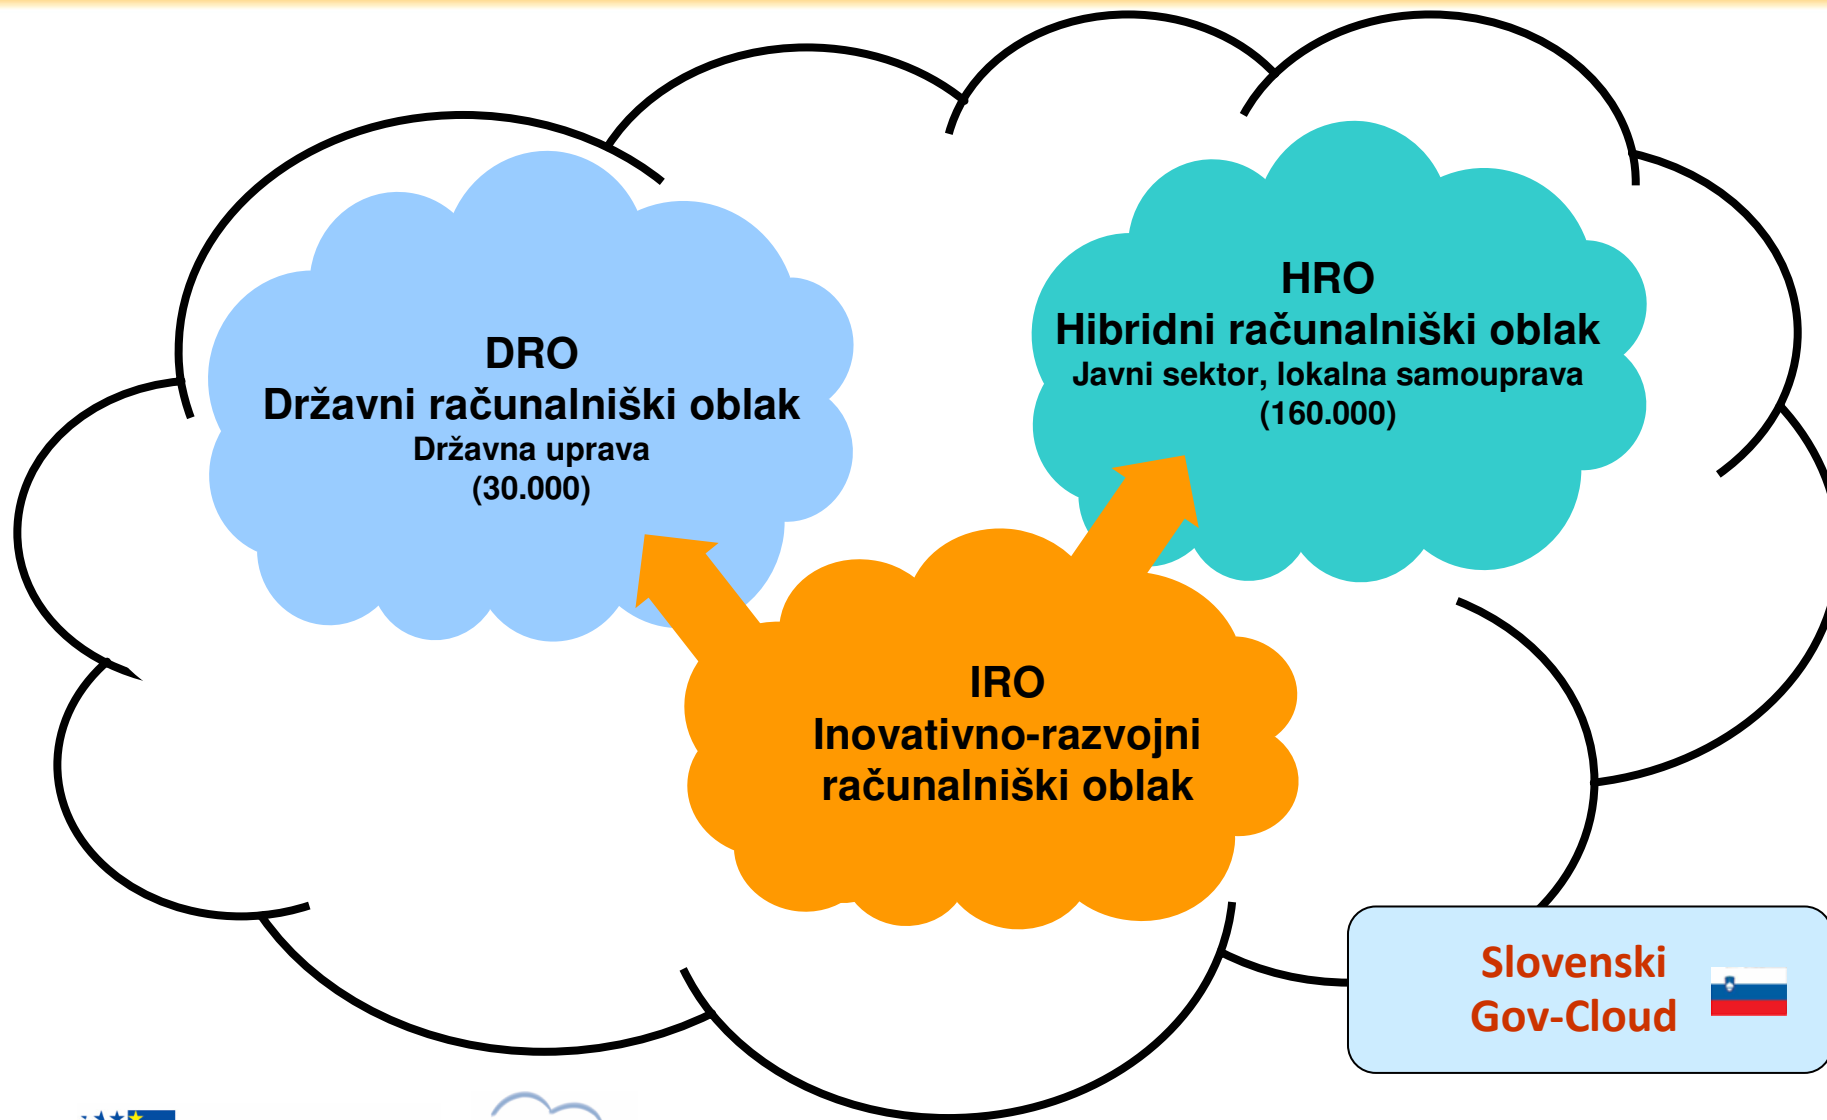 DRO
Državni računalniški oblak
Državna uprava
(30.000)
HRO
Hibridni računalniški oblak
Javni sektor, lokalna samouprava
(160.000)
IRO
Inovativno-razvojni
računalniški oblak
Slovenski
Gov-Cloud